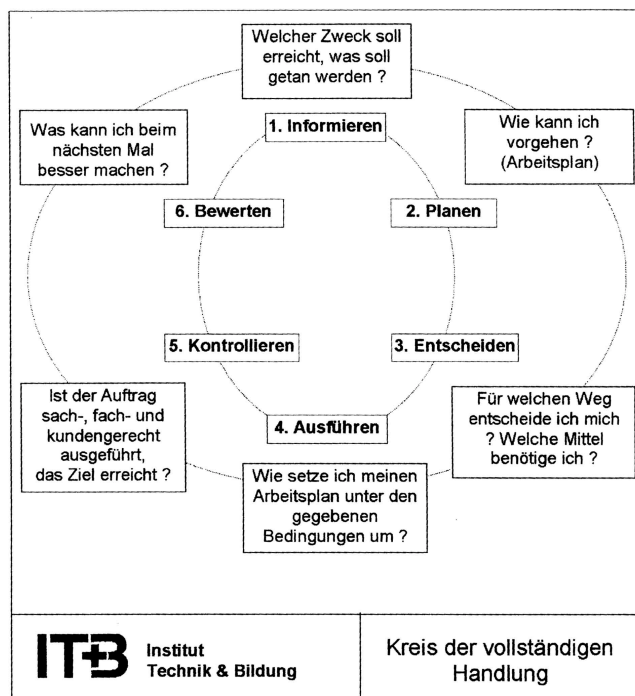 Welcher Zweck soll
erreicht, was soll
getan werden ?
Was kann ich beim
nächsten Mal
besser machen ?
1. Informieren
Wie kann ich
vorgehen ?
(Arbeitsplan)
6. Bewerten
2. Planen
5. Kontrollieren
3. Entscheiden
Ist der Auftrag
sach-, fach- und
kundengerecht
ausgeführt,
das Ziel erreicht ?
4. Ausführen
Für welchen Weg
entscheide ich mich
? Welche Mittel
benötige ich ?
Wie setze ich meinen
Arbeitsplan unter den
gegebenen
Bedingungen um ?
IT+B
Institut
Technik & Bildung
Kreis der vollständigen
Handlung